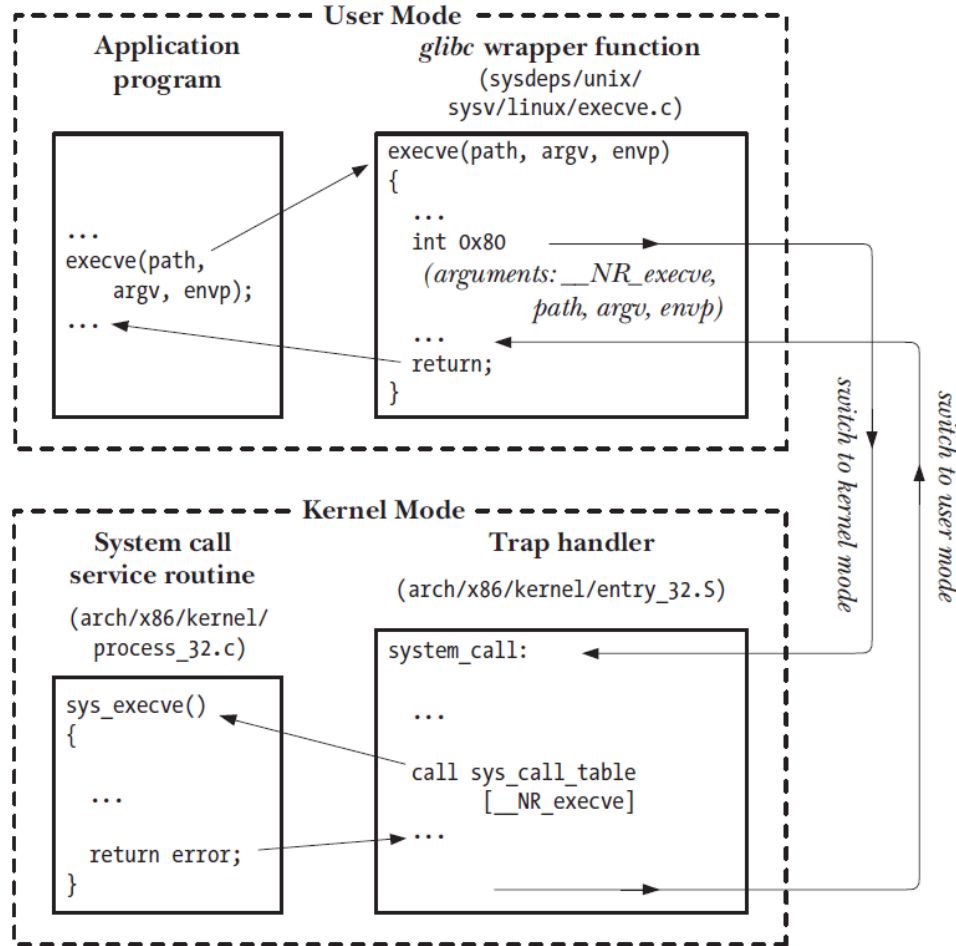 User Mode
Application
program
glibc wrapper function
(sysdeps/unix/
sysv/linux/execve.c)
...
execve(path,
argv, envp);
...
execve(path, argv, envp)
{
...
int 0x80
(arguments: __NR_execve,
path, argv, envp)
...
return;
}
switch to kernel mode
switch to user mode
Kernel Mode
System call
service routine
(arch/x86/kernel/
process_32.c)
Trap handler
(arch/x86/kernel/entry_32.S)
sys_execve()
{
...
return error;
}
system_call:
...
call sys_call_table
[__NR_execve]
...